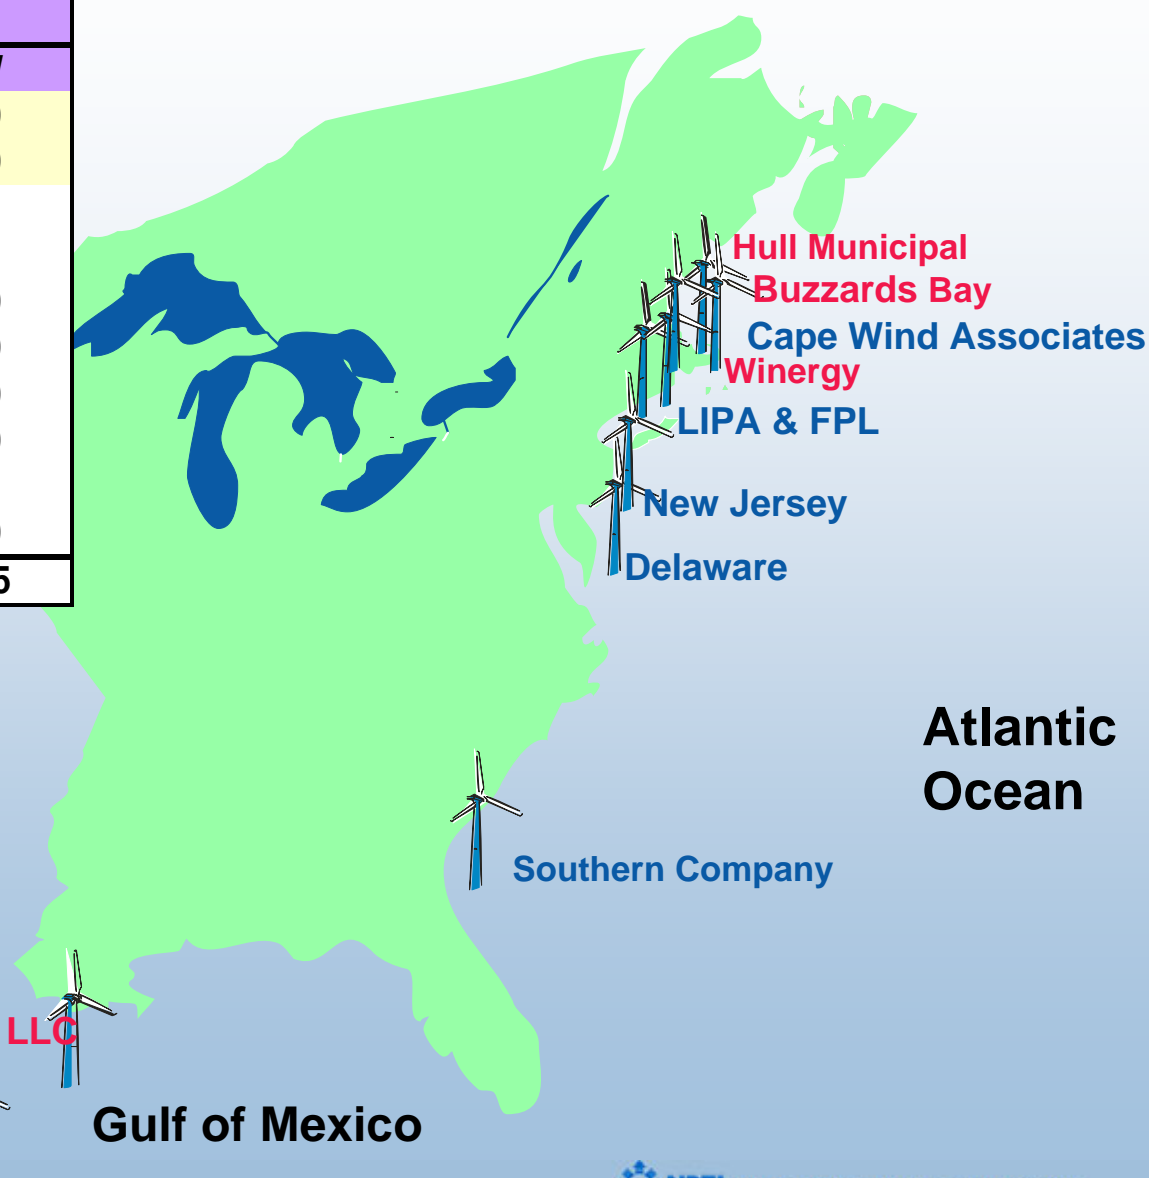 Hull Municipal
Buzzards Bay
Cape Wind Associates
Winergy
LIPA & FPL
New Jersey
Delaware
Atlantic
Ocean
Southern Company
LLC
Gulf of Mexico